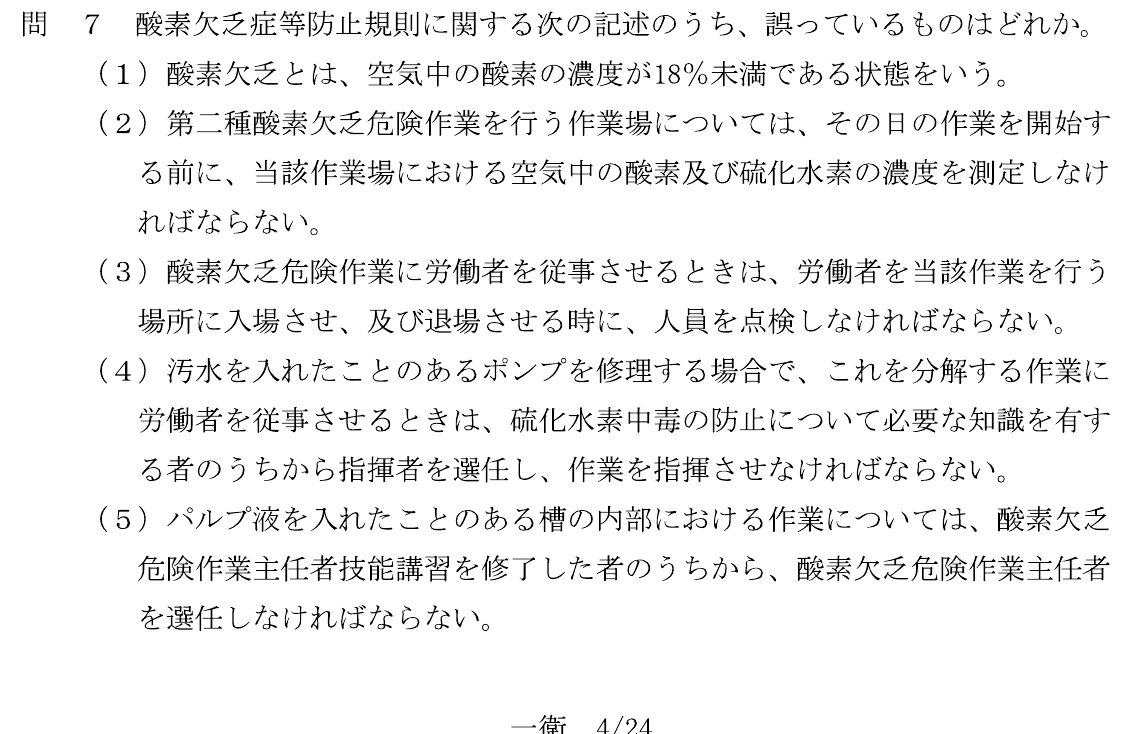 問　７　酸素欠乏症等防止規則に関する次の記述のうち、誤っているものはどれか。
（１）酸素欠乏とは、空気中の酸素の濃度が18％未満である状態をいう。
（２）第二種酸素欠乏危険作業を行う作業場については、その日の作業を開始す
る前に、当該作業場における空気中の酸素及び硫化水素の濃度を測定しなけ
ればならない。
（３）酸素欠乏危険作業に労働者を従事させるときは、労働者を当該作業を行う
場所に入場させ、及び退場させる時に、人員を点検しなければならない。
（４）汚水を入れたことのあるポンプを修理する場合で、これを分解する作業に
労働者を従事させるときは、硫化水素中毒の防止について必要な知識を有す
る者のうちから指揮者を選任し、作業を指揮させなければならない。
（５）パルプ液を入れたことのある槽の内部における作業については、酸素欠乏
危険作業主任者技能講習を修了した者のうちから、酸素欠乏危険作業主任者
を選任しなければならない。
一衛　4/24